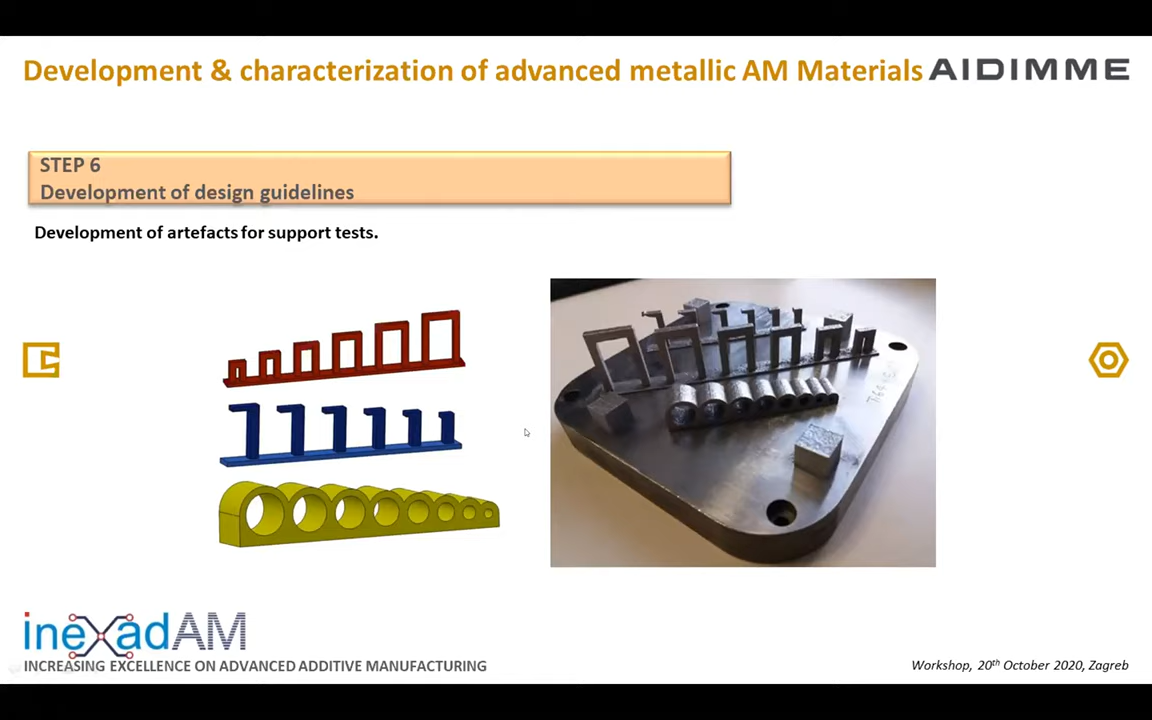 Development & characterization of advanced metallic AM Materials AIDIMME
STEP 6
Development of design guidelines
Development of artefacts for support tests.
inexadAM
INCREASING EXCELLENCE ON ADVANCED ADDITIVE MANUFACTURING
Workshop, 20th October 2020, Zagreb